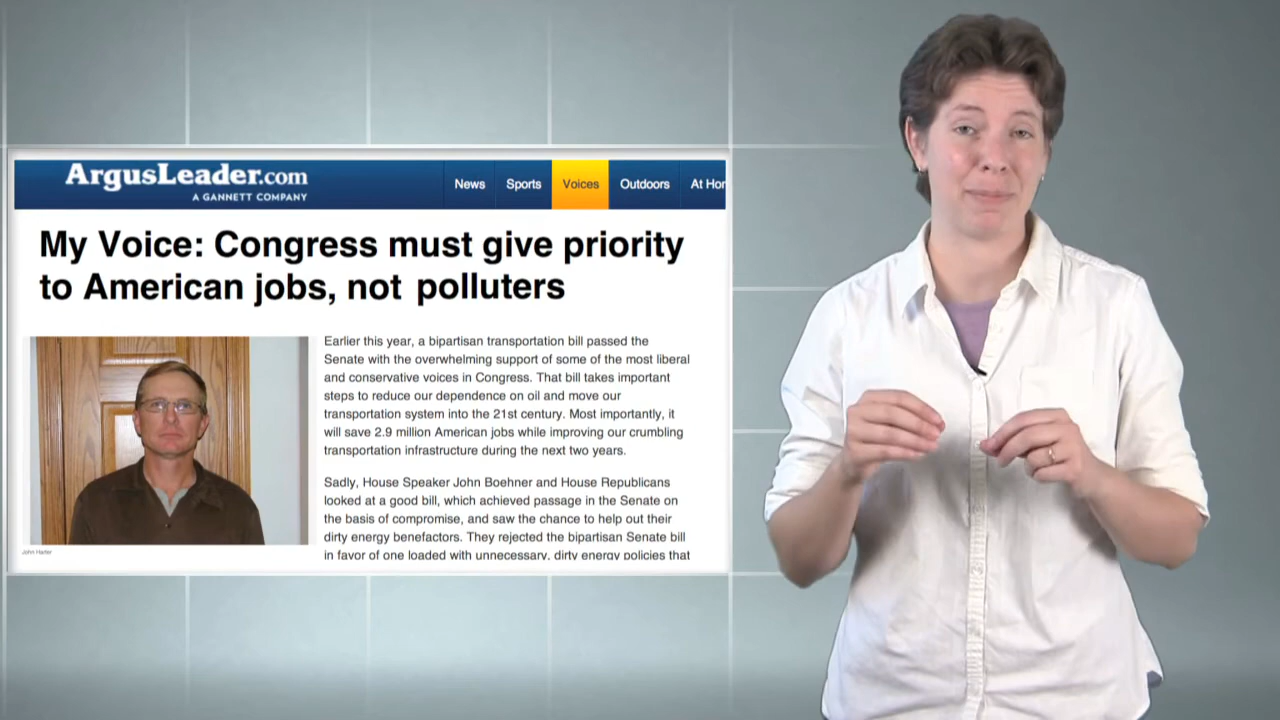 ArgusLeader.com
A GANNETT COMPANY
News Sports Voices Outdoors At Hor
My Voice: Congress must give priority
to American jobs, not polluters
Earlier this year, a bipartisan transportation bill passed the
Senate with the overwhelming support of some of the most liberal
and conservative voices in Congress. That bill takes important
steps to reduce our dependence on oil and move our
transportation system into the 21st century. Most importantly, it
will save 2.9 million American jobs while improving our crumbling
transportation infrastructure during the next two years.
Sadly, House Speaker John Boehner and House Republicans
looked at a good bill, which achieved passage in the Senate on
the basis of compromise, and saw the chance to help out their
dirty energy benefactors. They rejected the bipartisan Senate bill
in favor of one loaded with unnecessary, dirty energy policies that
John Harter